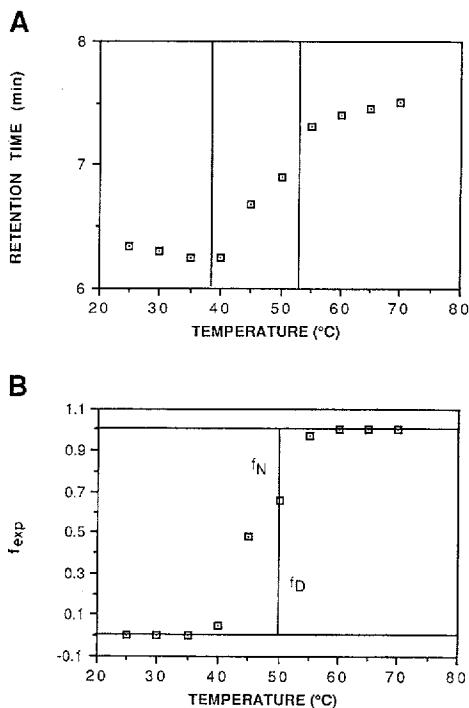 A
8
7
6
RETENTION TIME (min)
20 30 40 50 60 70 80
TEMPERATURE (°C)
B
1.1
0.9
0.7
0.5
0.3
0.1
-0.1
fexp
fN
fD
20 30 40 50 60 70 80
TEMPERATURE (°C)